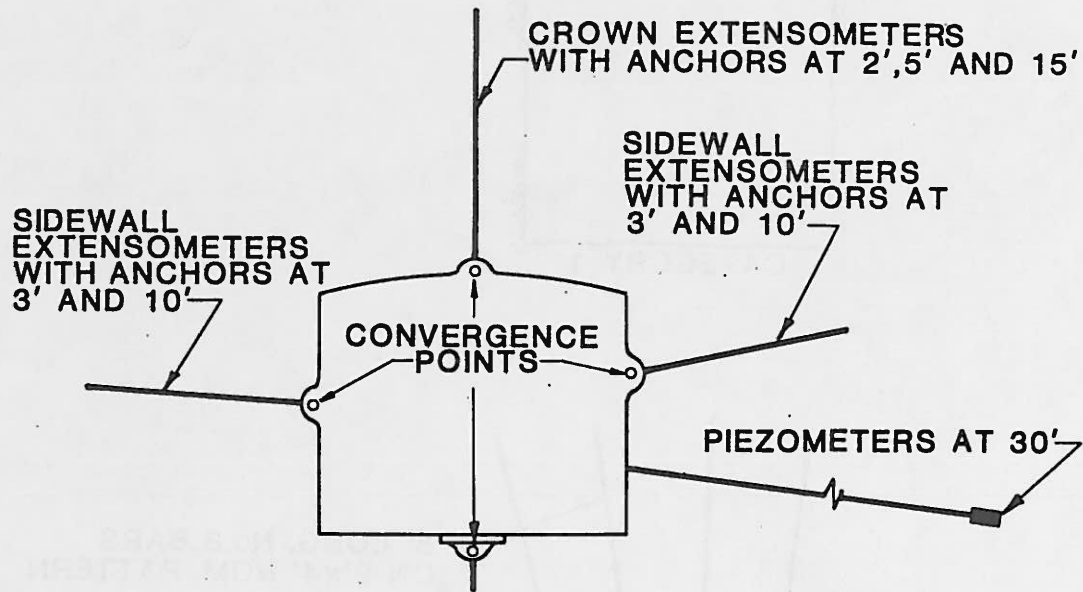 CROWN EXTENSOMETERS
WITH ANCHORS AT 2',5' AND 15'
SIDEWALL
EXTENSOMETERS
WITH ANCHORS AT
3' AND 10'
SIDEWALL
EXTENSOMETERS
WITH ANCHORS AT
3' AND 10'
CONVERGENCE
POINTS
PIEZOMETERS AT 30'